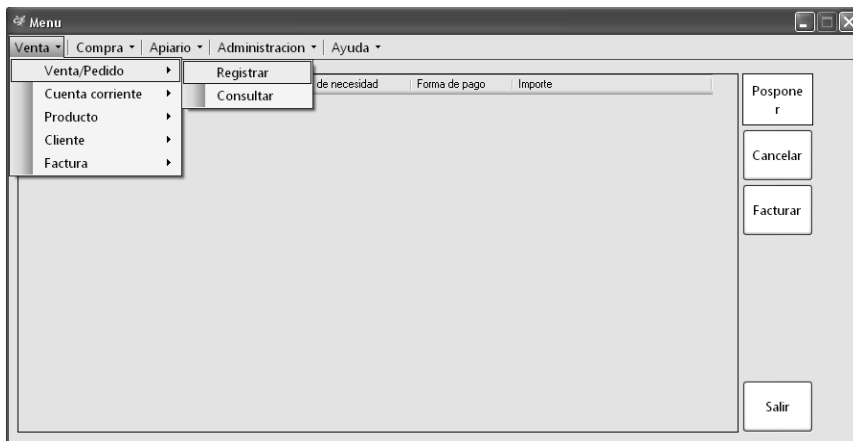 Menu
Venta Compra Apiario Administracion Ayuda
Venta/Pedido
Registrar
de necesidad Forma de pago Importe
Cuenta corriente
Consultar
Producto
Cliente
Factura
Pospone
r
Cancelar
Facturar
Salir